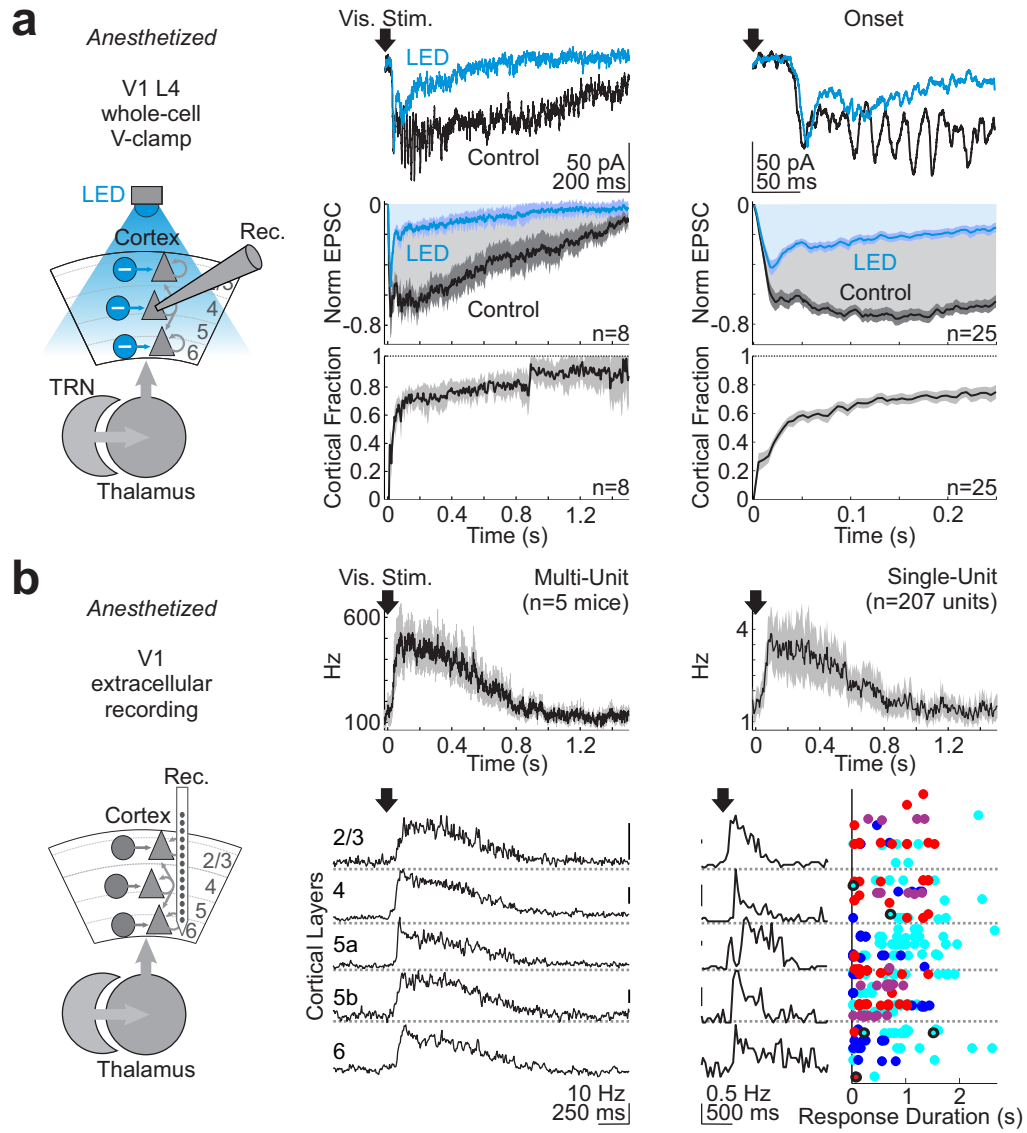 a
Anesthetized
V1 L4
whole-cell
V-clamp
LED
Cortex
Rec.
4
5
6
TRN
Thalamus
Vis. Stim.
LED
Control
50 pA
200 ms
Onset
50 pA
50 ms
0
Norm EPSC
-0.8
LED
Control
n=8
0
Norm EPSC
-0.8
LED
Control
n=25
1
0.8
0.6
0.4
0.2
0
Cortical Fraction
n=8
0 0.4 0.8 1.2
Time (s)
1
0.8
0.6
0.4
0.2
0
Cortical Fraction
n=25
0 0.1 0.2
Time (s)
b
Anesthetized
V1
extracellular
recording
Rec.
Cortex
2/3
4
5
6
Thalamus
Vis. Stim.
Multi-Unit
(n=5 mice)
600
Hz
100
0 0.4 0.8 1.2
Time (s)
Single-Unit
(n=207 units)
4
Hz
1
0 0.4 0.8 1.2
Time (s)
Cortical Layers
2/3
4
5a
5b
6
10 Hz
250 ms
0.5 Hz
500 ms
0 1 2
Response Duration (s)